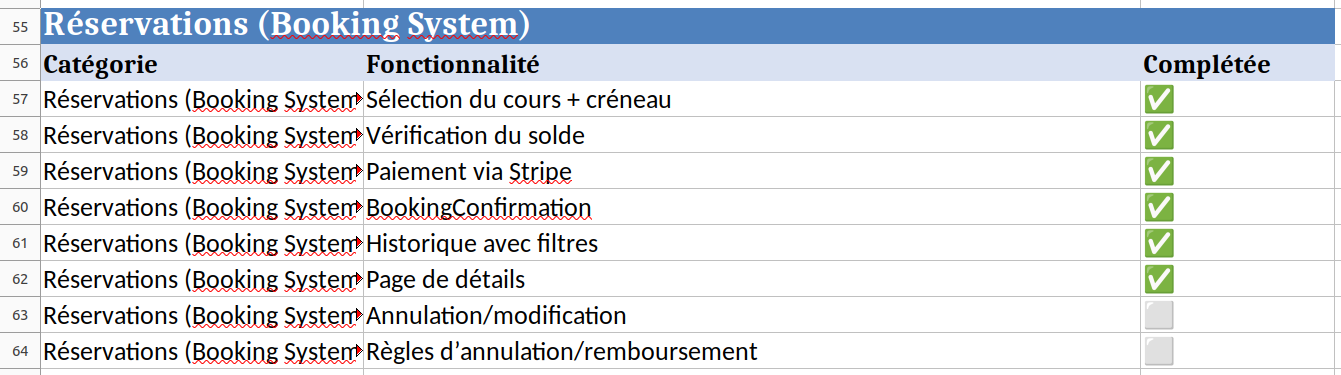 55 Réservations (Booking System)
56 Catégorie Fonctionnalité Complétée
57 Réservations (Booking System Sélection du cours + créneau ✅
58 Réservations (Booking System Vérification du solde ✅
59 Réservations (Booking System Paiement via Stripe ✅
60 Réservations (Booking System BookingConfirmation ✅
61 Réservations (Booking System Historique avec filtres ✅
62 Réservations (Booking System Page de détails ✅
63 Réservations (Booking System Annulation/modification ⬜
64 Réservations (Booking System Règles d’annulation/remboursement ⬜